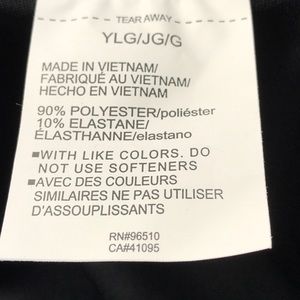 TEAR AWAY
YLG/JG/G
MADE IN VIETNAM/
FABRIQUÉ AU VIETNAM/
HECHO EN VIETNAM
90% POLYESTER/poliéster
10% ELASTANE/
ÉLASTHANNE/elastano
▪WITH LIKE COLORS. DO
NOT USE SOFTENERS
▪AVEC DES COULEURS
SIMILAIRES NE PAS UTILISER
D'ASSOUPLISSANTS
RN#96510
CA#41095